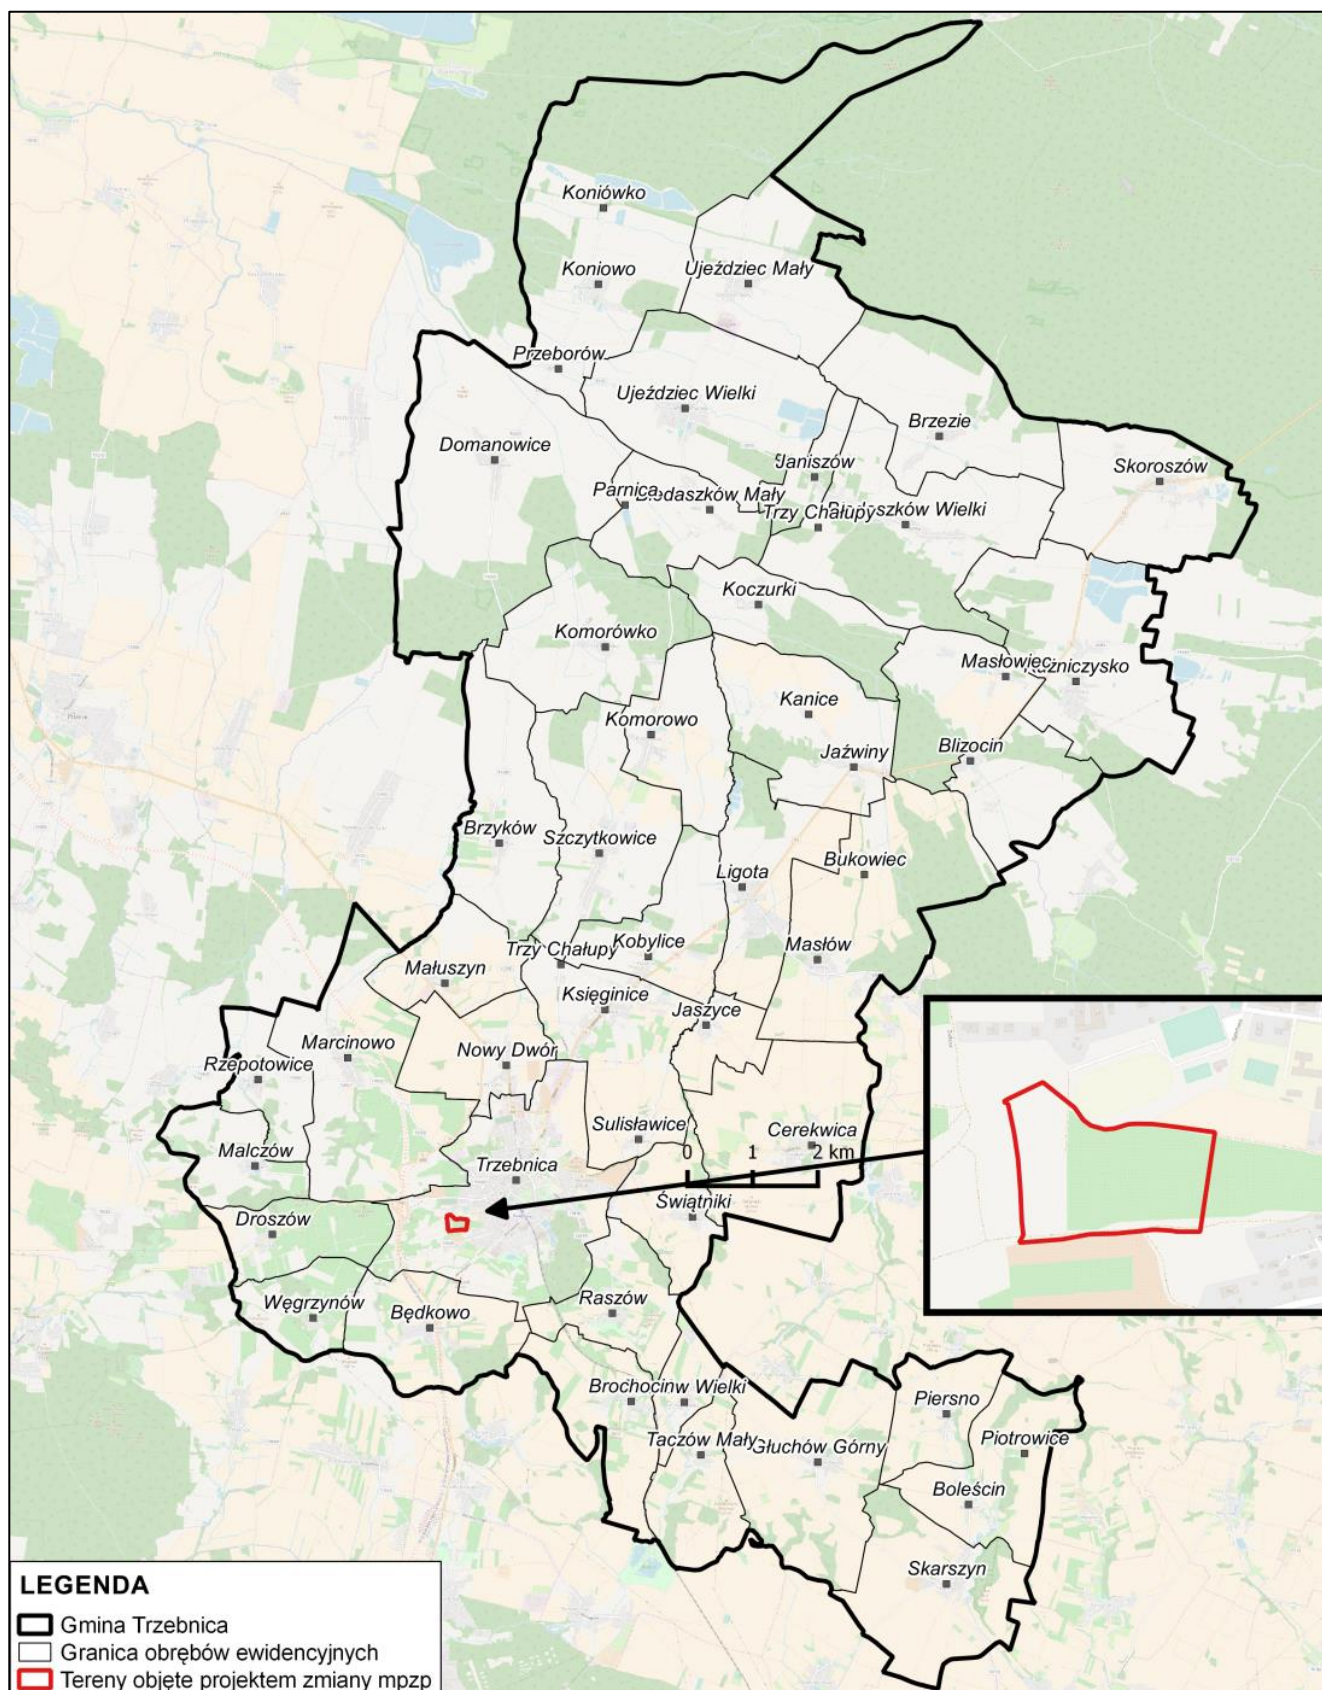 Koniówko
Koniowo
Ujeździec Mały
Przeborów
Ujeździec Wielki
Brzezie
Domanowice
Janiszów
Skoroszów
Parnica
Mały
Trzy Chałupy
Wielki
Koczurki
Komorówko
Masłowiec
Kanice
Komorowo
Blizocin
Jaźwiny
Brzyków
Szczytkowice
Bukowiec
Ligota
Trzy Chałupy
Kobylice
Masłów
Małuszyn
Księginice
Jaszyce
Marcinowo
Nowy Dwór
Rzepotowice
Sulisławice
Cerekwica
Malczów
0 1 2 km
Trzebnica
Świątniki
Droszów
Węgrzynów
Będkowo
Raszów
Wielki
Piersno
Taczów Mały
Głuchów Górny
Piotrowice
Boleścin
Skarszyn
LEGENDA
Gmina Trzebnica
Granica obrębów ewidencyjnych
Tereny objęte projektem zmiany mpzp